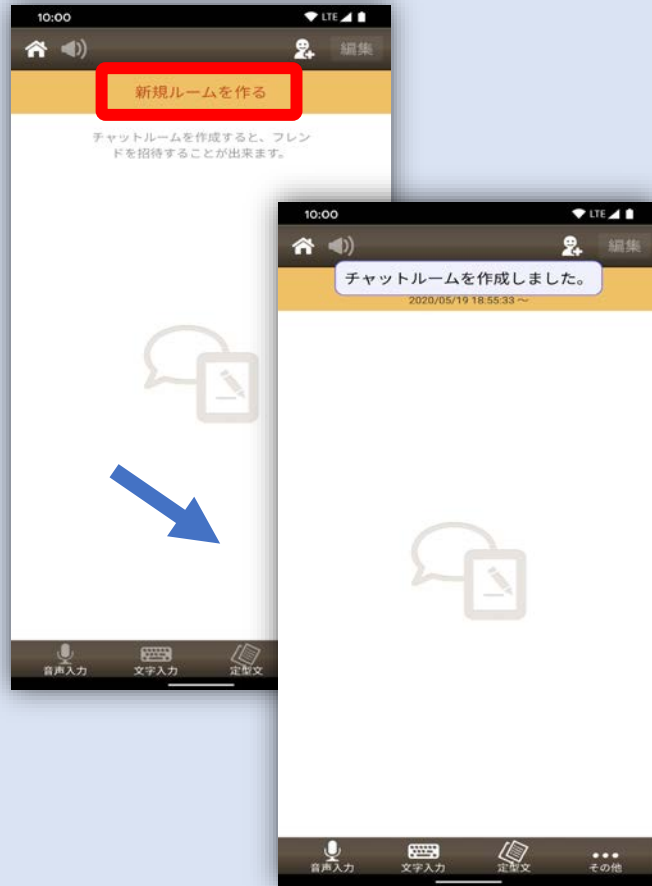 10:00
LTE
編集
新規ルームを作る
チャットルームを作成すると、フレン
ドを招待することが出来ます。
音声入力
文字入力
定型文
10:00
LTE
編集
チャットルームを作成しました。
2020/05/19 18:55:33 ～
音声入力
文字入力
定型文
その他